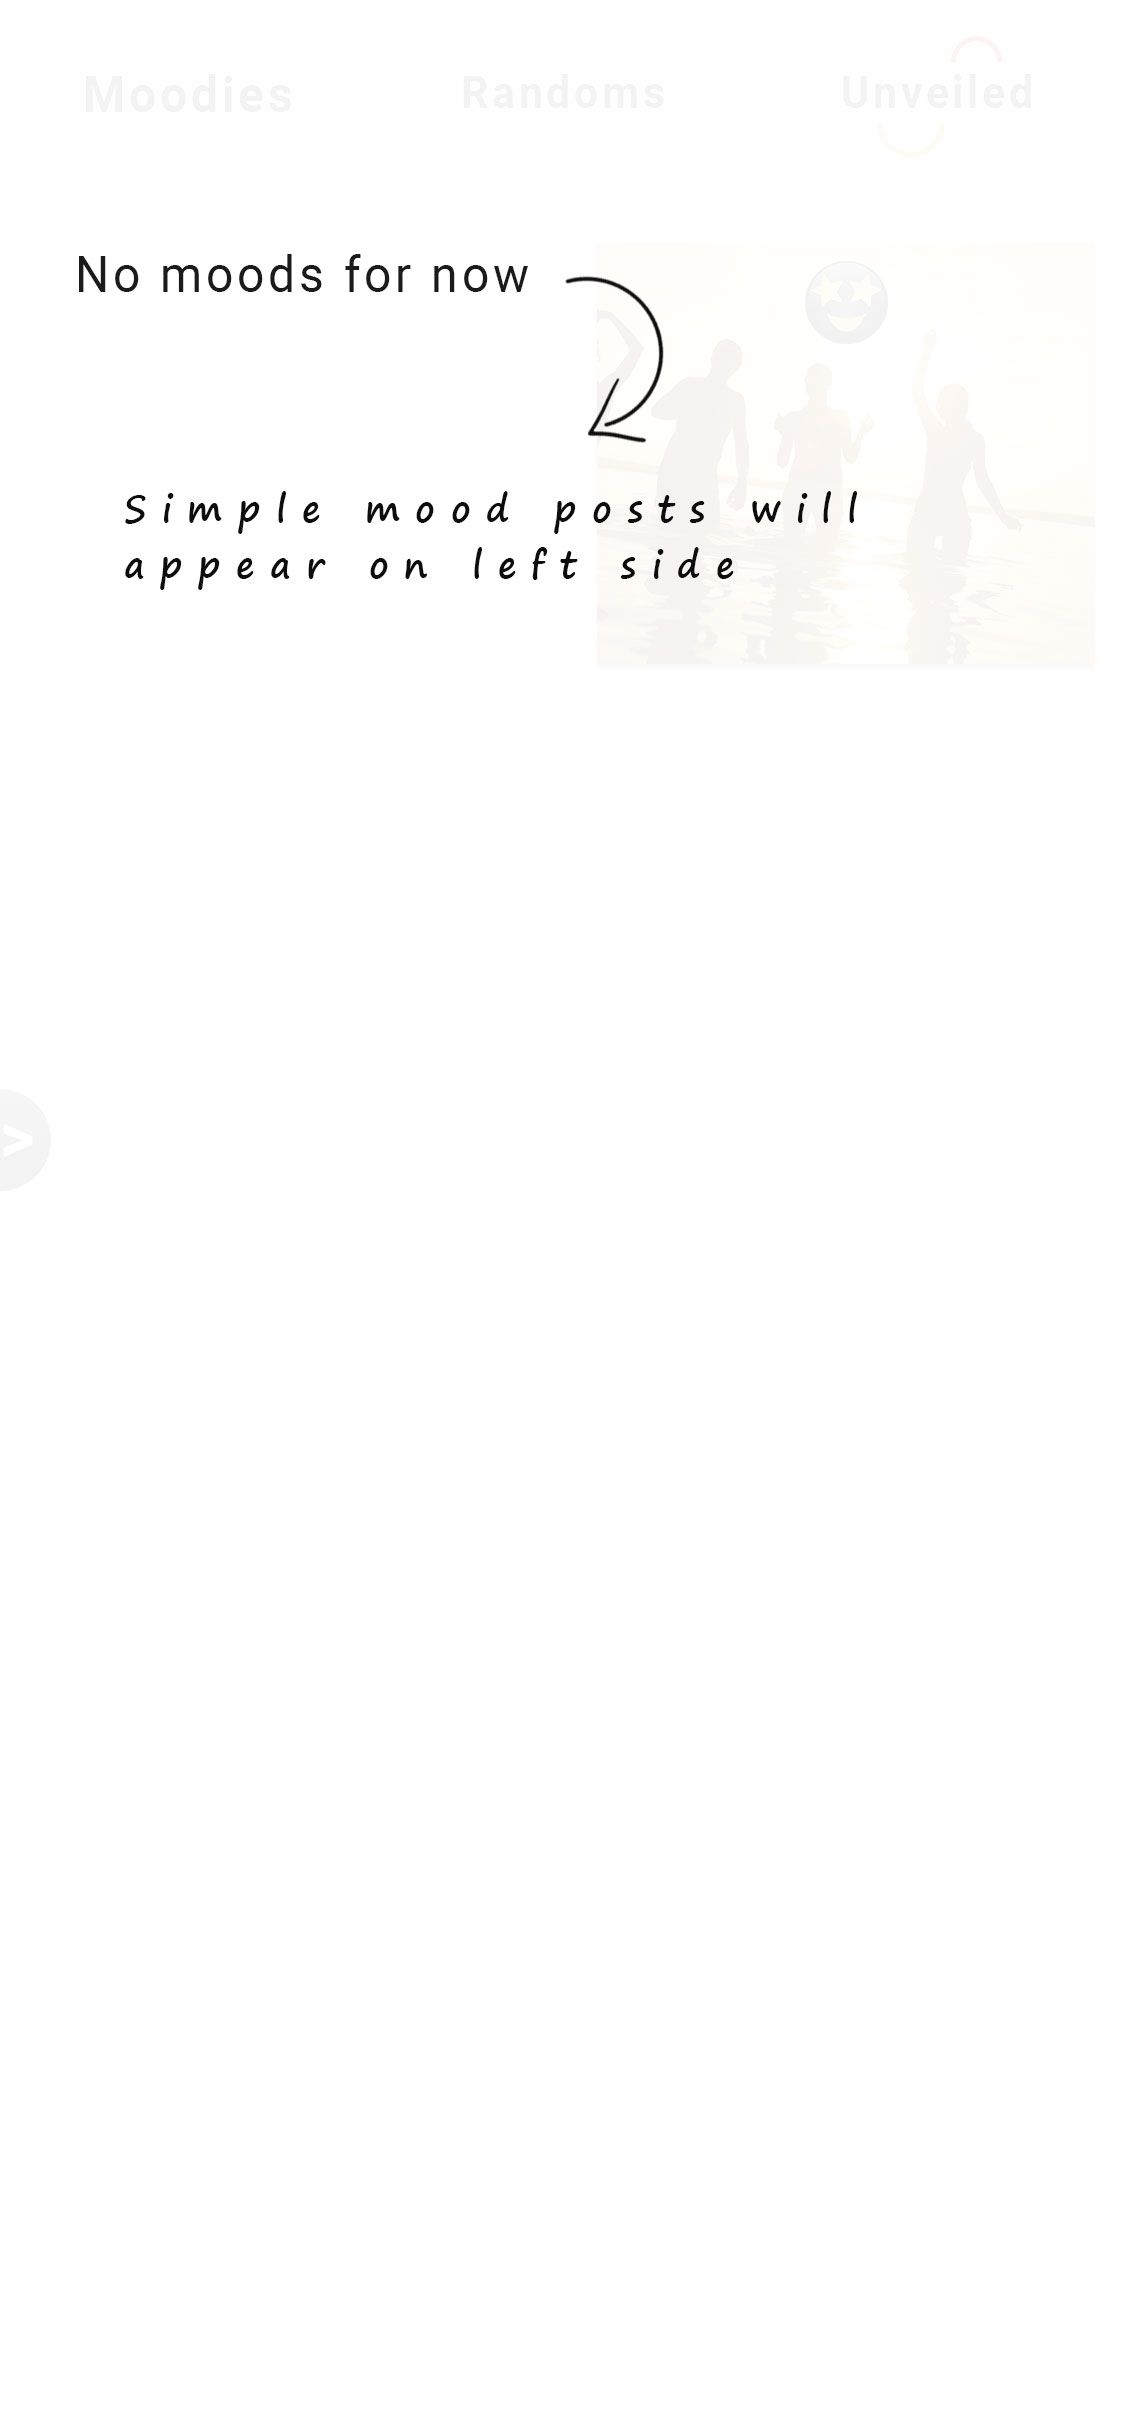 Moodies Randoms Unveiled
No moods for now
Simple mood posts will
appear on left side
>